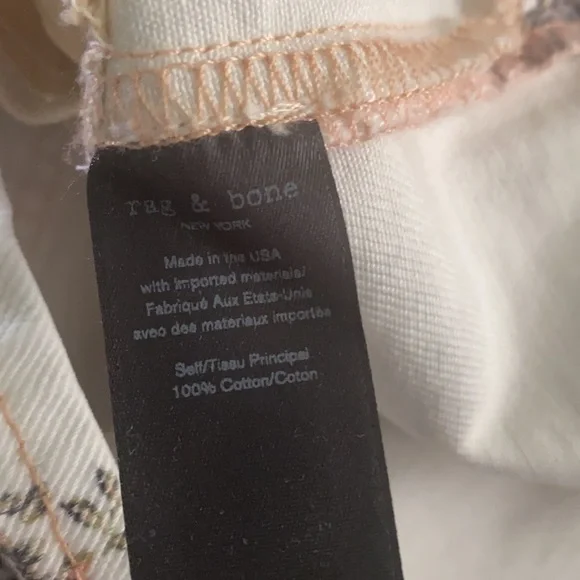 rag & bone
NEW YORK
Made in the USA
with imported materials/
Fabriqué Aux Etats-Unis
avec des materiaux importés
Self/Tissu Principal
100% Cotton/Coton